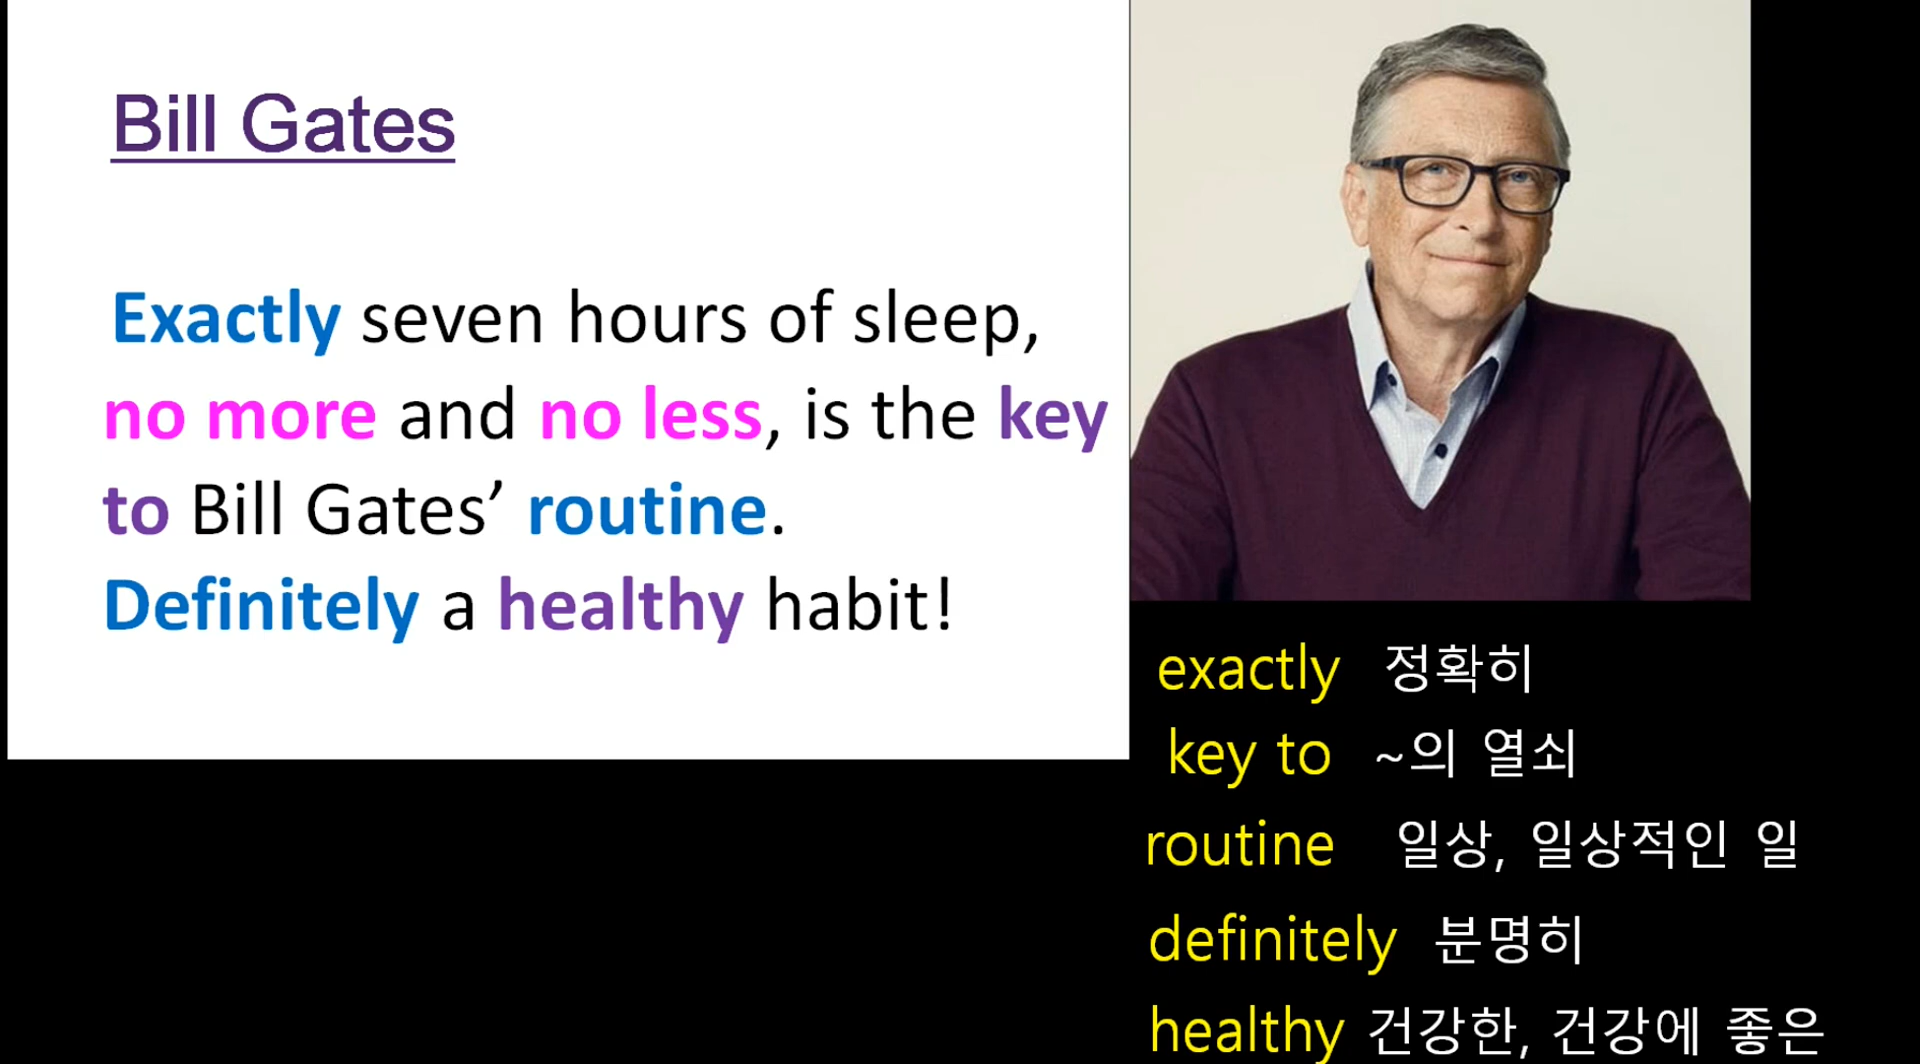 Bill Gates
Exactly seven hours of sleep,
no more and no less, is the key
to Bill Gates’ routine.
Definitely a healthy habit!
exactly 정확히
key to ~의 열쇠
routine 일상, 일상적인 일
definitely 분명히
healthy 건강한, 건강에 좋은